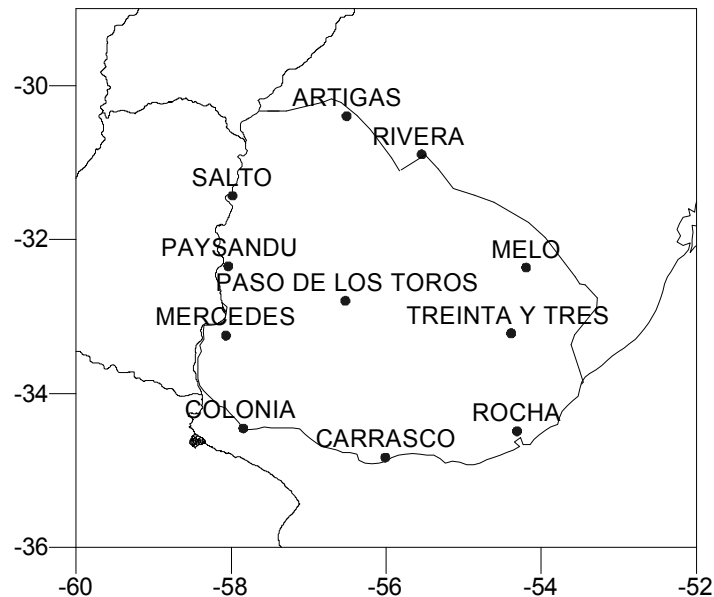 -30
ARTIGAS
RIVERA
SALTO
-32
PAYSANDU
MELO
PASO DE LOS TOROS
MERCEDES
TREINTA Y TRES
-34
COLONIA
ROCHA
CARRASCO
-36
-60 -58 -56 -54 -52